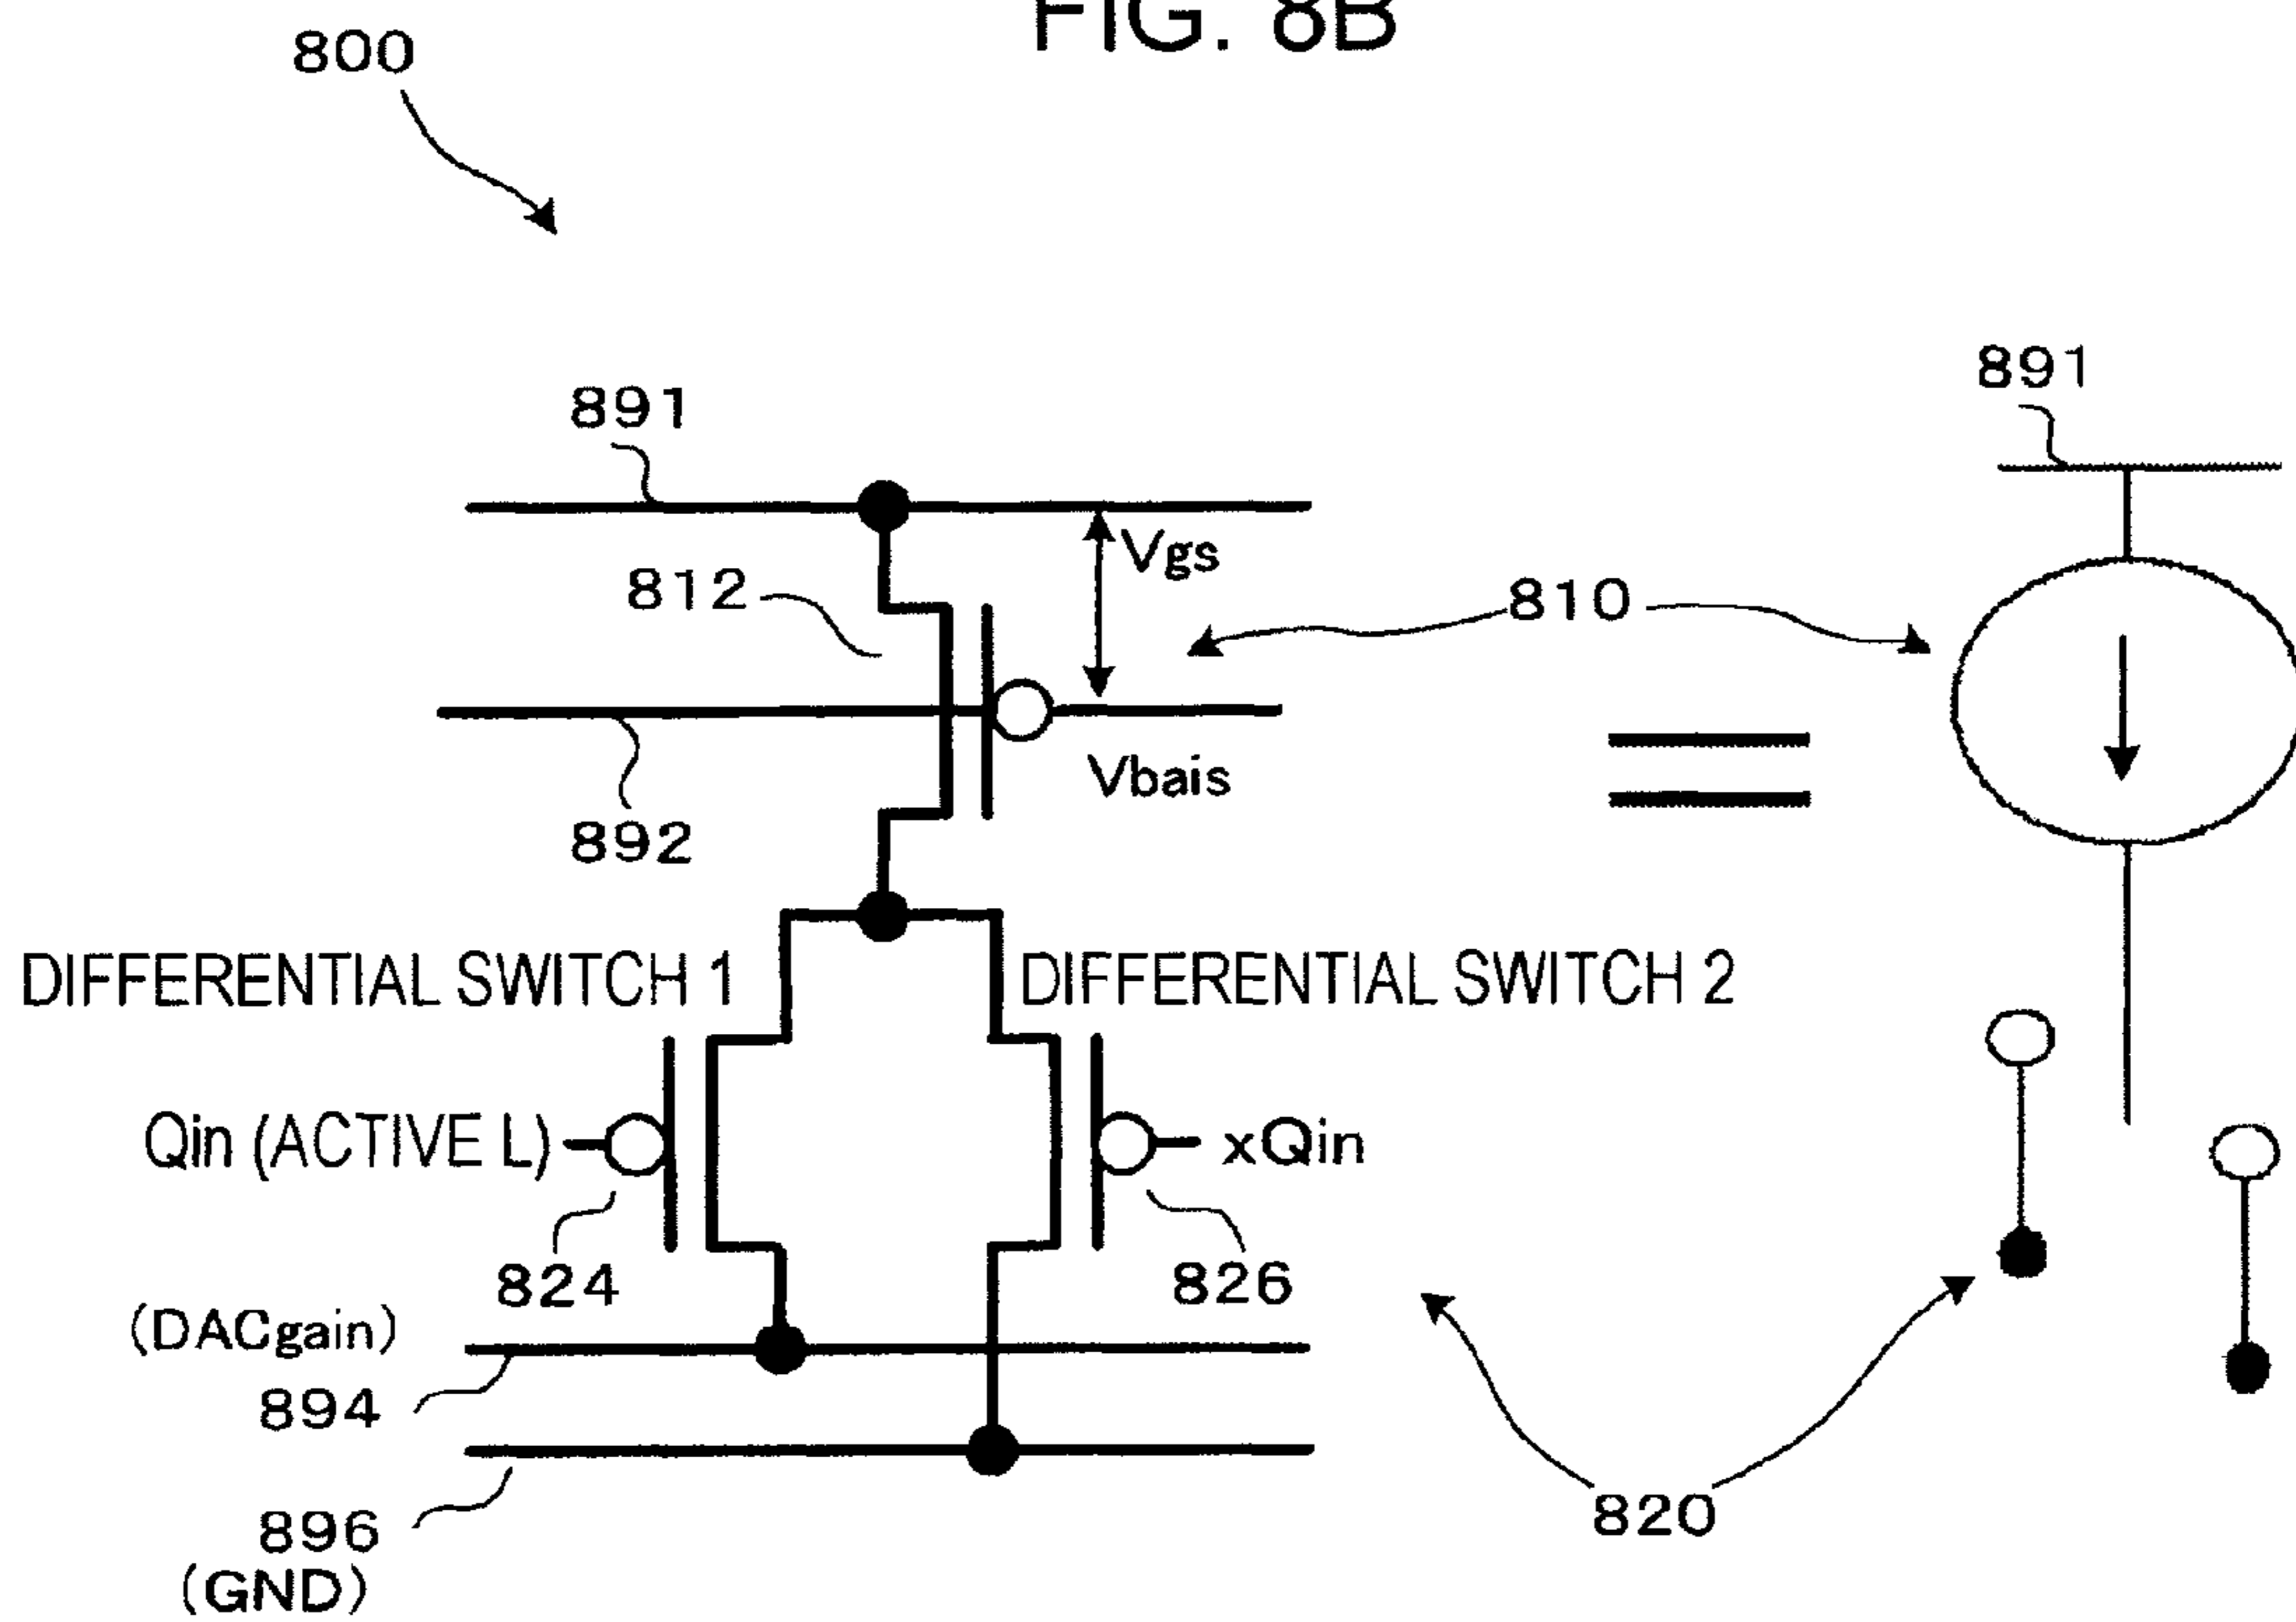 FIG. 8B
800
891
891
Vgs
812
810
Vbais
892
DIFFERENTIAL SWITCH 1
DIFFERENTIAL SWITCH 2
Qin (ACTIVE L)
xQin
824
826
(DACgain)
894
896
820
(GND)